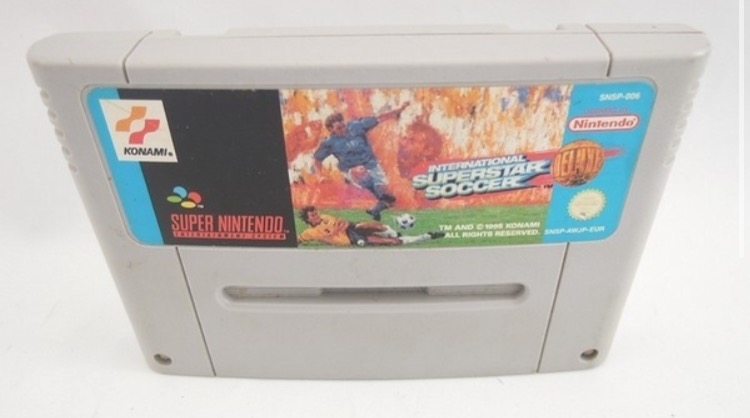 SNSP-006
Nintendo
KONAMI
INTERNATIONAL
SUPERSTAR
SOCCER
DELUXE
SUPER NINTENDO
ENTERTAINMENT SYSTEM
TM AND © 1995 KONAMI
ALL RIGHTS RESERVED.
SNSP-AWJP-EUR